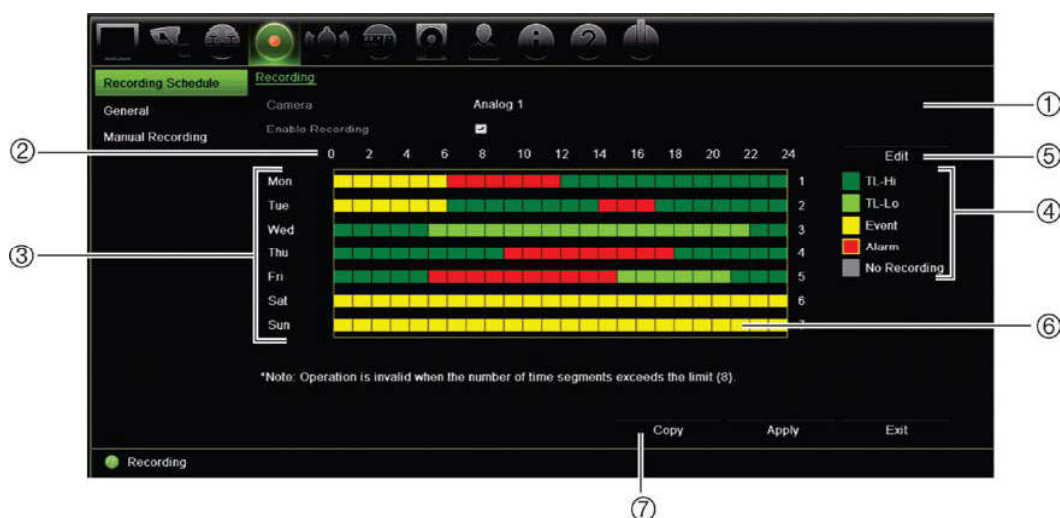 Recording Schedule
Recording
General
Camera Analog 1 ①
Manual Recording
Enable Recording
② 0 2 4 6 8 10 12 14 16 18 20 22 24
Edit ⑤
③
Mon 1
Tue 2
Wed 3
Thu 4
Fri 5
Sat 6
Sun 7
TL-Hi
TL-Lo
Event
Alarm
No Recording
④
⑥
*Note: Operation is invalid when the number of time segments exceeds the limit (8).
Copy Apply Exit
Recording
⑦